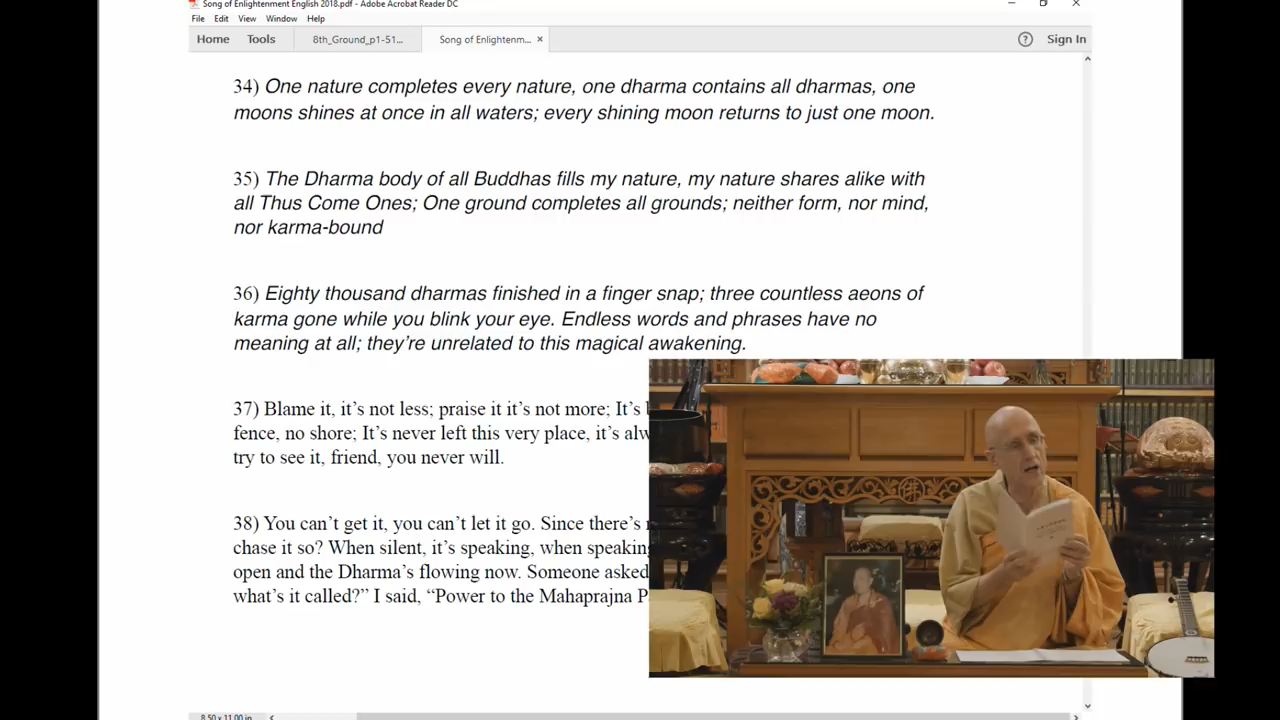 Song of Enlightenment English 2018.pdf - Adobe Acrobat Reader DC
File Edit View Window Help
Home Tools 8th_Ground_p1-51... Song of Enlightenm... × ? Sign In
34) One nature completes every nature, one dharma contains all dharmas, one
moons shines at once in all waters; every shining moon returns to just one moon.
35) The Dharma body of all Buddhas fills my nature, my nature shares alike with
all Thus Come Ones; One ground completes all grounds; neither form, nor mind,
nor karma-bound
36) Eighty thousand dharmas finished in a finger snap; three countless aeons of
karma gone while you blink your eye. Endless words and phrases have no
meaning at all; they’re unrelated to this magical awakening.
37) Blame it, it’s not less; praise it it’s not more; It’s
fence, no shore; It’s never left this very place, it’s
try to see it, friend, you never will.
38) You can’t get it, you can’t let it go. Since there’s
chase it so? When silent, it’s speaking, when speaking
open and the Dharma’s flowing now. Someone asked
what’s it called?” I said, “Power to the Mahaprajna P
佛
8.50 x 11.00 in